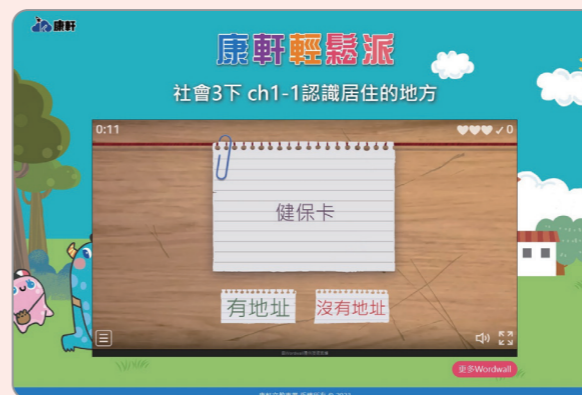 康軒
康軒輕鬆派
社會3下 ch1-1認識居住的地方
0:11
✓ 0
健保卡
有地址
沒有地址
更多Wordwall